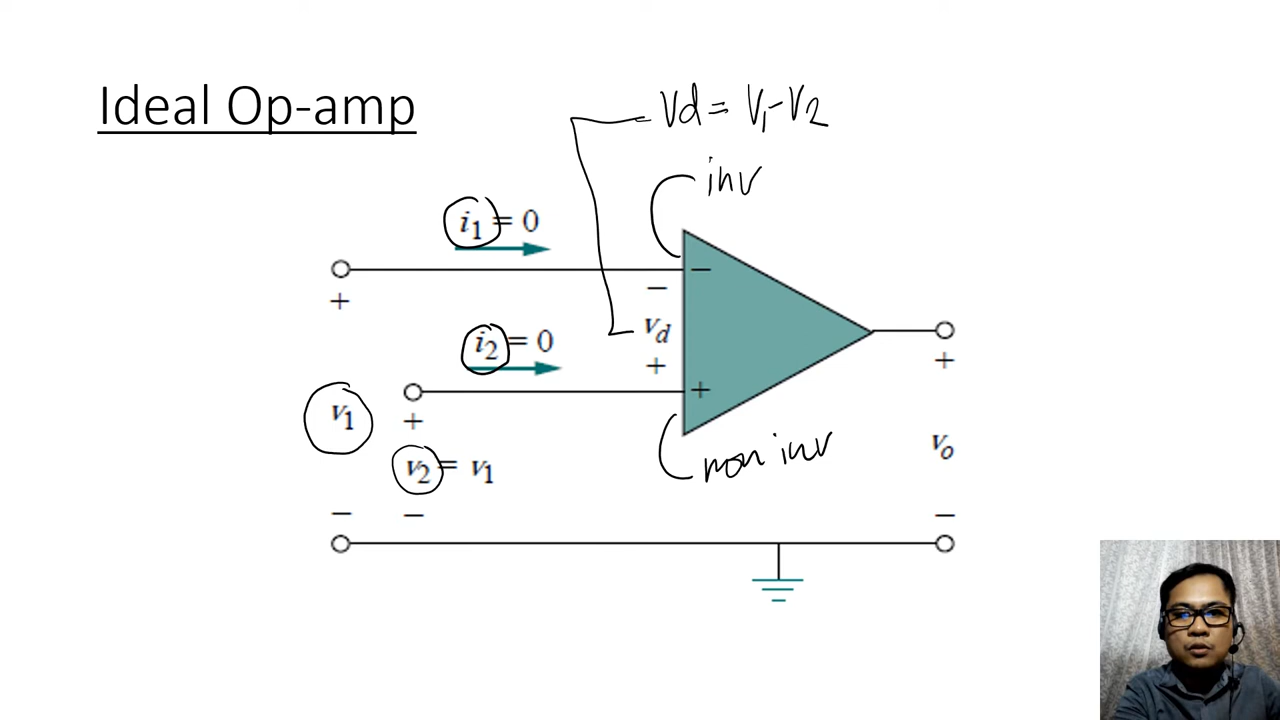 Ideal Op-amp
Vd = V1-V2
inv
i1 = 0
−
+
−
vd
i2 = 0
+
+
+
+
v1
non inv
vo
v2 = v1
−
−
−